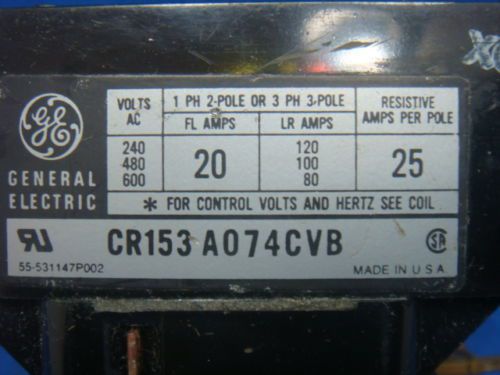 GE
GENERAL
ELECTRIC
VOLTS
AC
1 PH 2-POLE OR 3 PH 3-POLE
FL AMPS
LR AMPS
RESISTIVE
AMPS PER POLE
240
480
600
20
120
100
80
25
* FOR CONTROL VOLTS AND HERTZ SEE COIL
CR153 A074CVB
55-531147P002
SA
MADE IN U S A